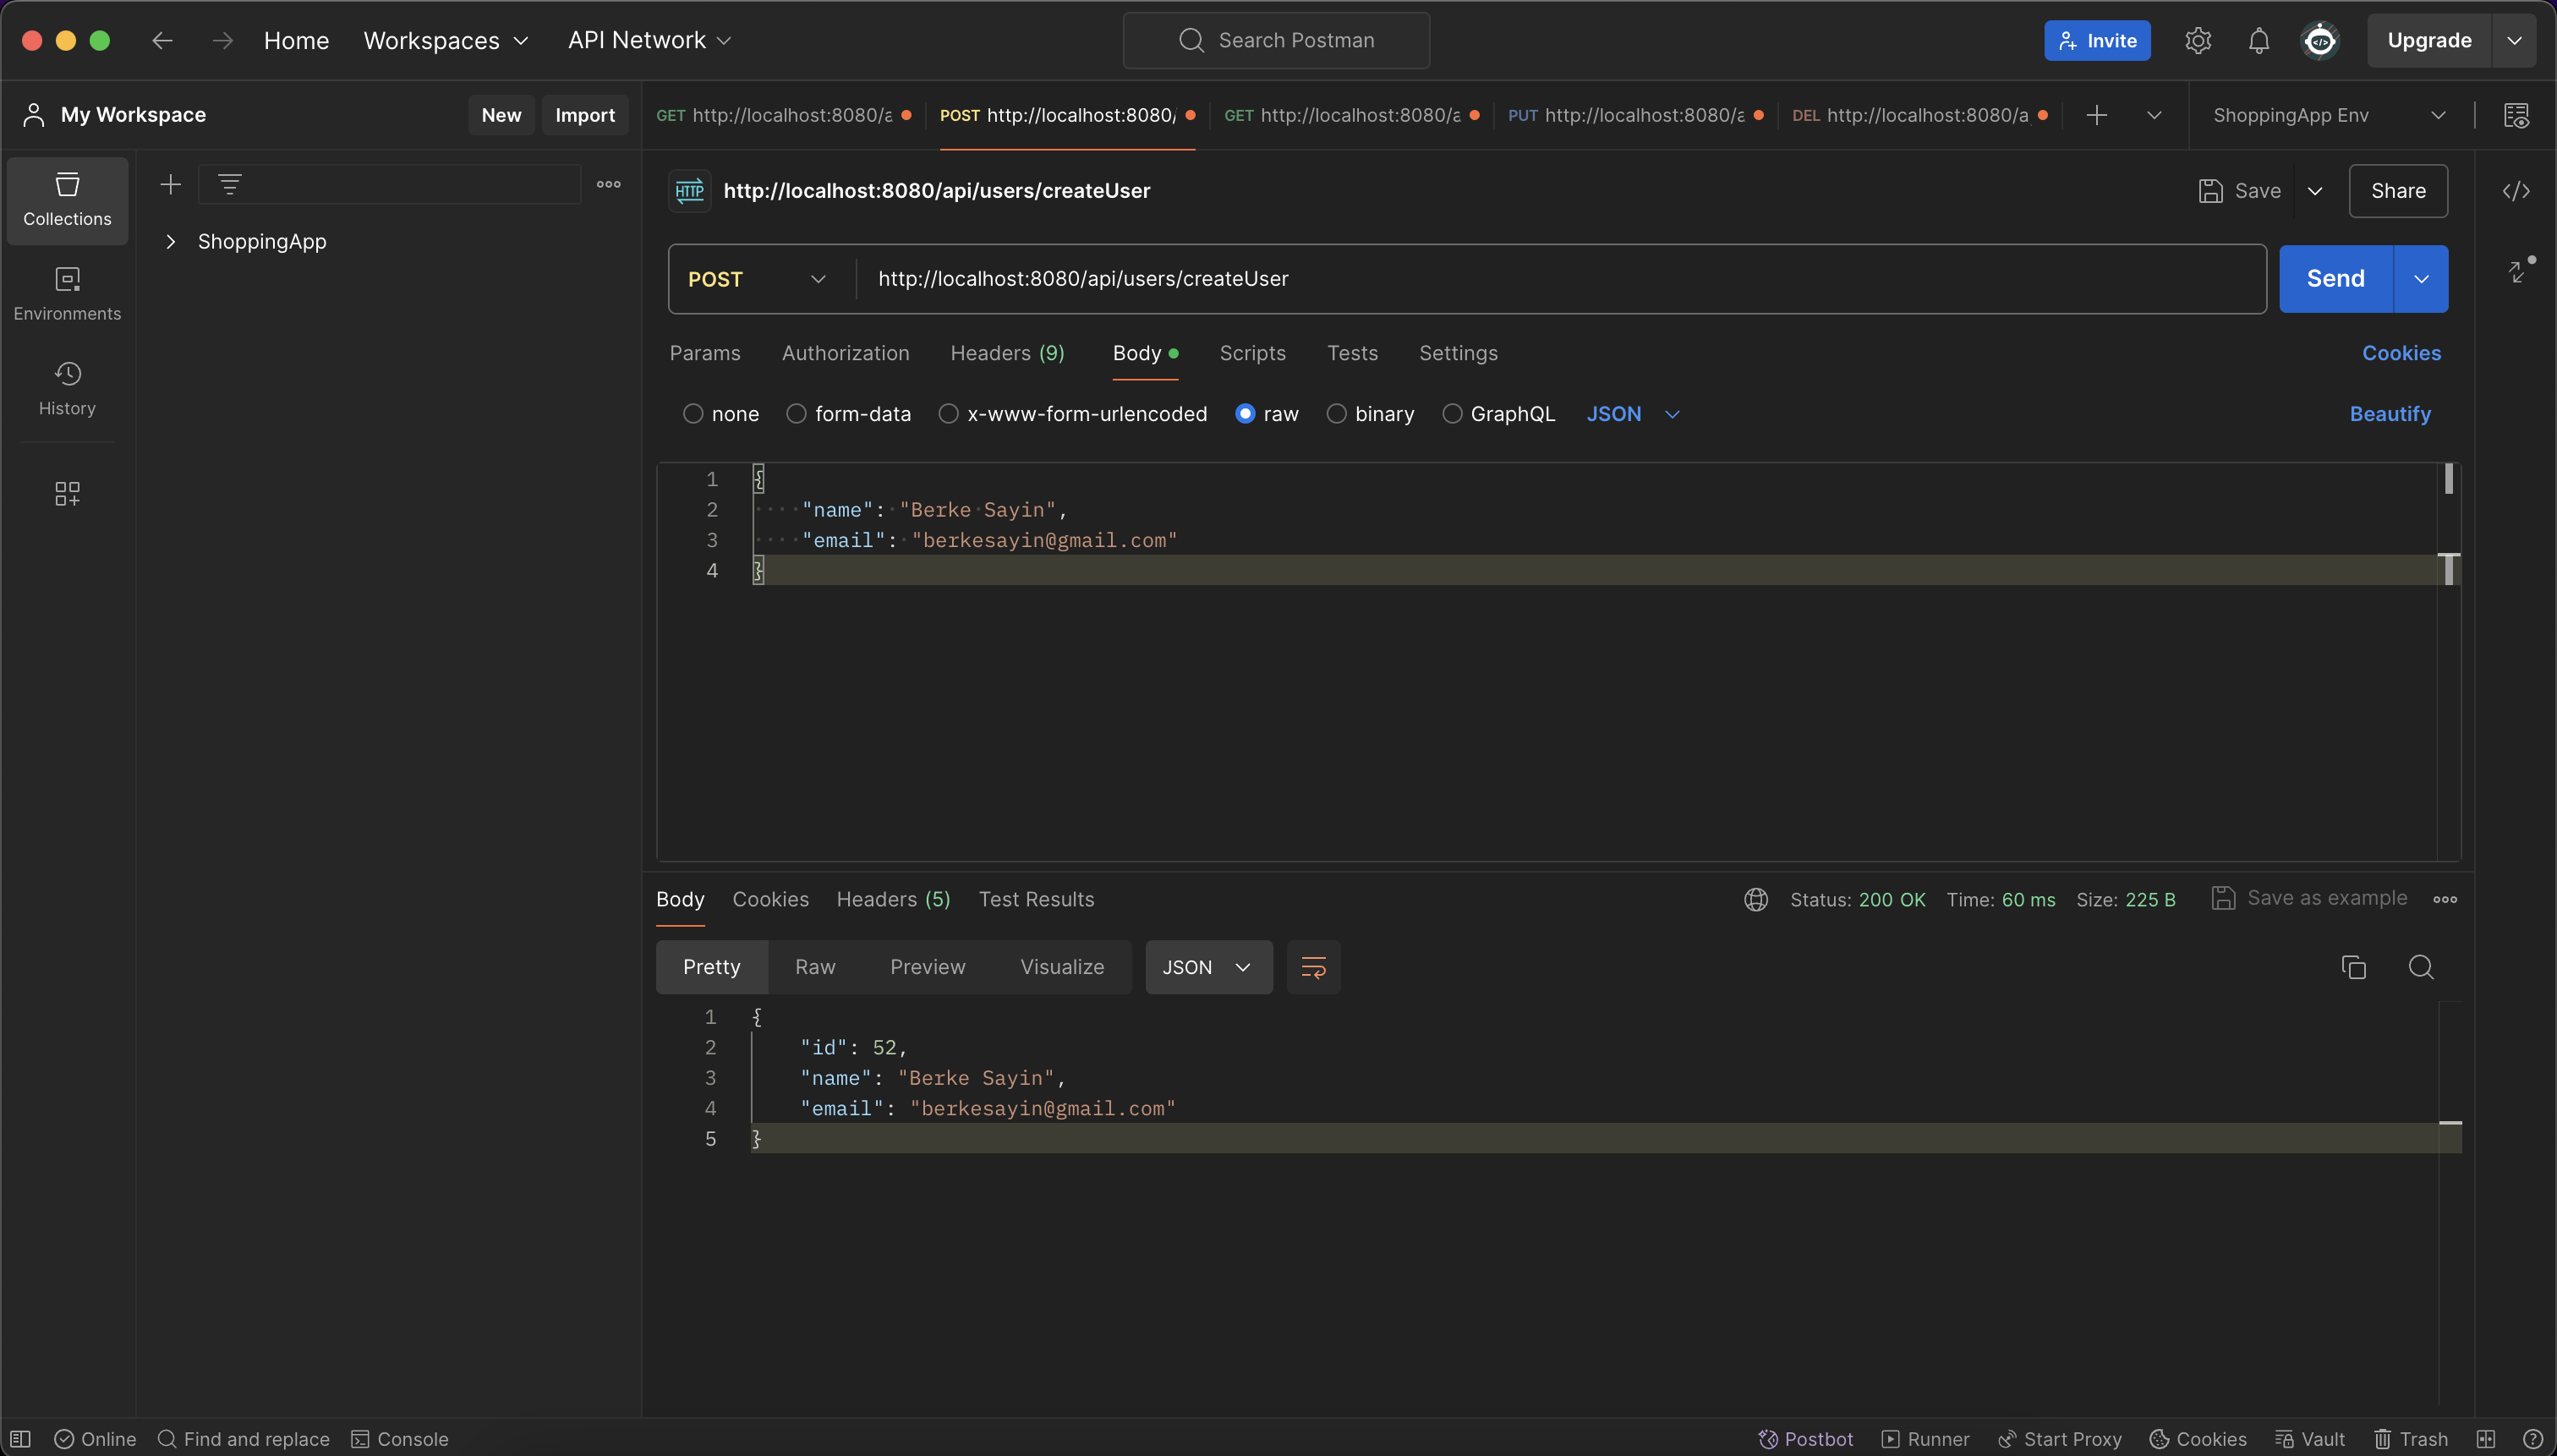 Home Workspaces API Network Search Postman Invite Upgrade
My Workspace New Import GET http://localhost:8080/a POST http://localhost:8080/ GET http://localhost:8080/a PUT http://localhost:8080/a DEL http://localhost:8080/a ShoppingApp Env
Collections
Environments
History
ShoppingApp
HTTP http://localhost:8080/api/users/createUser Save Share
POST http://localhost:8080/api/users/createUser Send
Params Authorization Headers (9) Body Scripts Tests Settings Cookies
none form-data x-www-form-urlencoded raw binary GraphQL JSON Beautify
1 {
2 "name": "Berke Sayin",
3 "email": "berkesayin@gmail.com"
4 }
Body Cookies Headers (5) Test Results Status: 200 OK Time: 60 ms Size: 225 B Save as example
Pretty Raw Preview Visualize JSON
1 {
2 "id": 52,
3 "name": "Berke Sayin",
4 "email": "berkesayin@gmail.com"
5 }
Online Find and replace Console Postbot Runner Start Proxy Cookies Vault Trash